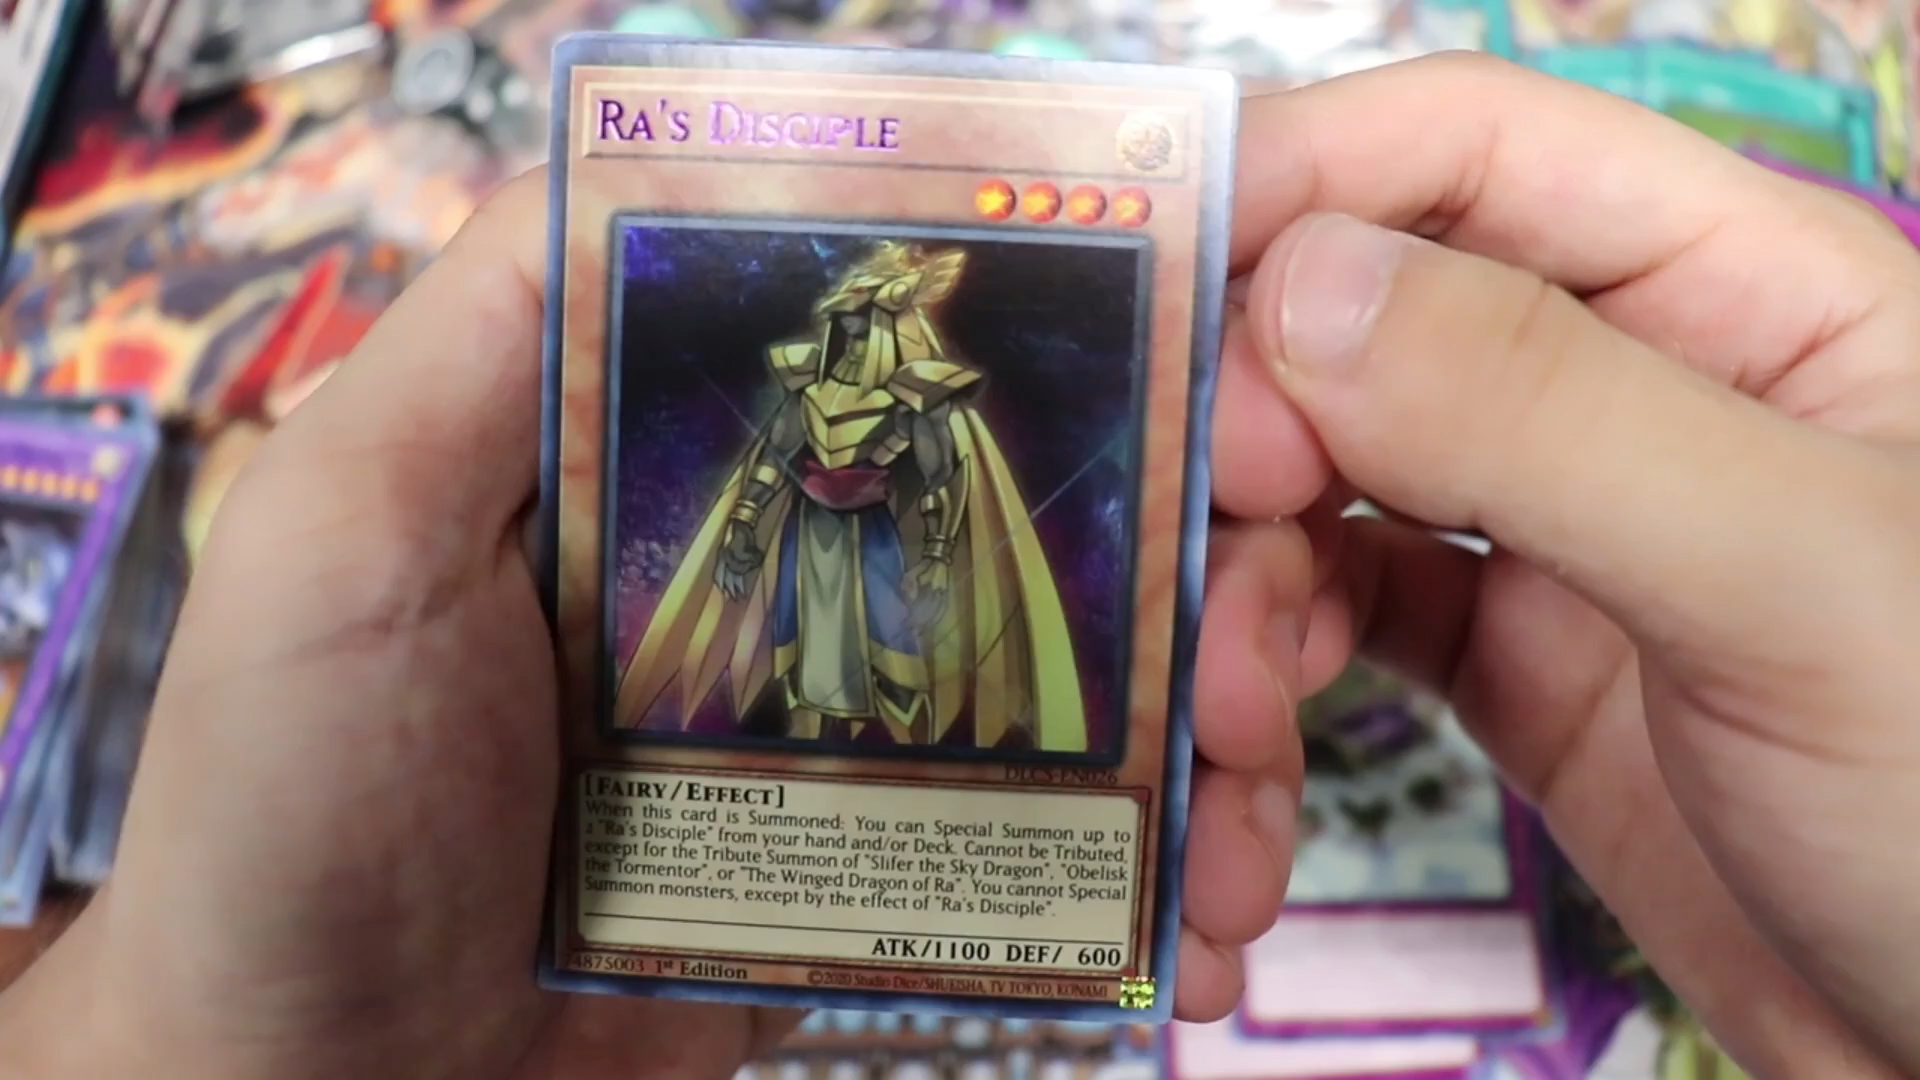 RA'S DISCIPLE
DLCS-EN026
[FAIRY/EFFECT]
When this card is Summoned: You can Special Summon up to
2 "Ra's Disciple" from your hand and/or Deck. Cannot be Tributed,
except for the Tribute Summon of "Slifer the Sky Dragon", "Obelisk
the Tormentor", or "The Winged Dragon of Ra". You cannot Special
Summon monsters, except by the effect of "Ra's Disciple".
ATK/1100 DEF/ 600
74875003 1st Edition ©2020 Studio Dice/SHUEISHA, TV TOKYO, KONAMI